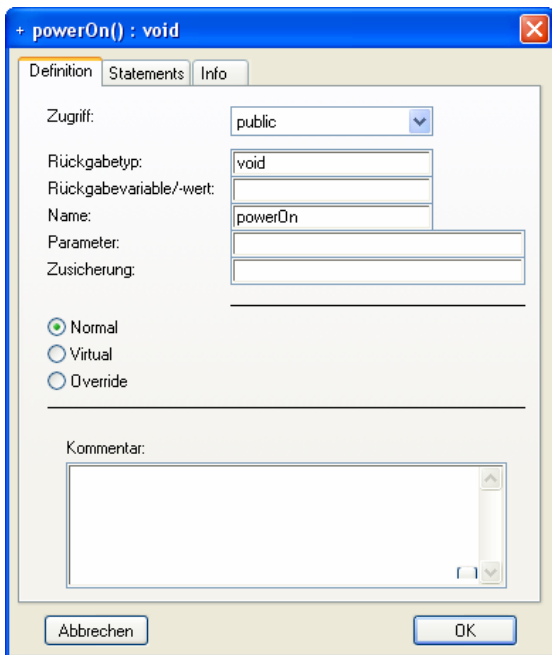 + powerOn() : void
Definition Statements Info
Zugriff: public
Rückgabetyp: void
Rückgabevariable/-wert:
Name: powerOn
Parameter:
Zusicherung:
Normal
Virtual
Override
Kommentar:
Abbrechen OK